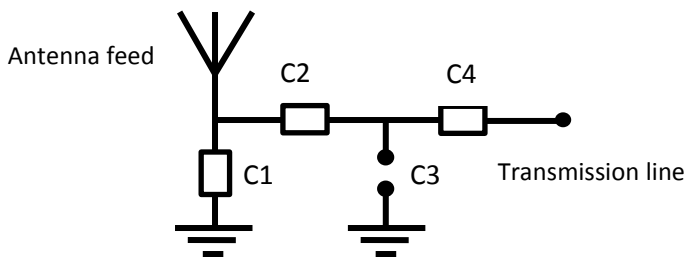 Antenna feed
C2
C4
C1
C3
Transmission line